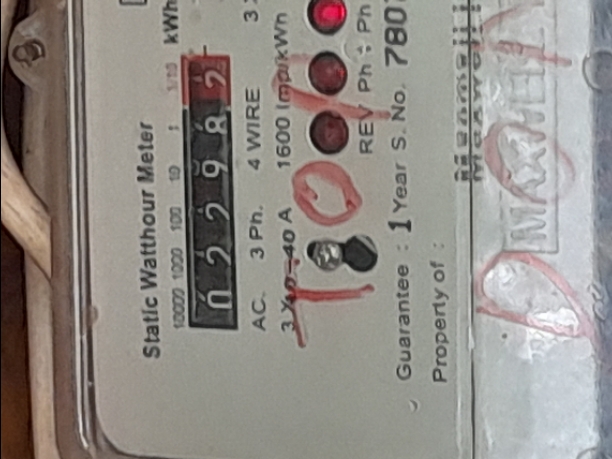 Static Watthour Meter
10000 1000 100 10 1 1/10 kWh
0 2 2 9 8 2
AC. 3 Ph. 4 WIRE
3 X10-40 A 1600 Imp/kWh
REV Ph : Ph
Guarantee : 1 Year S. No. 780
Property of :
MAXWELL